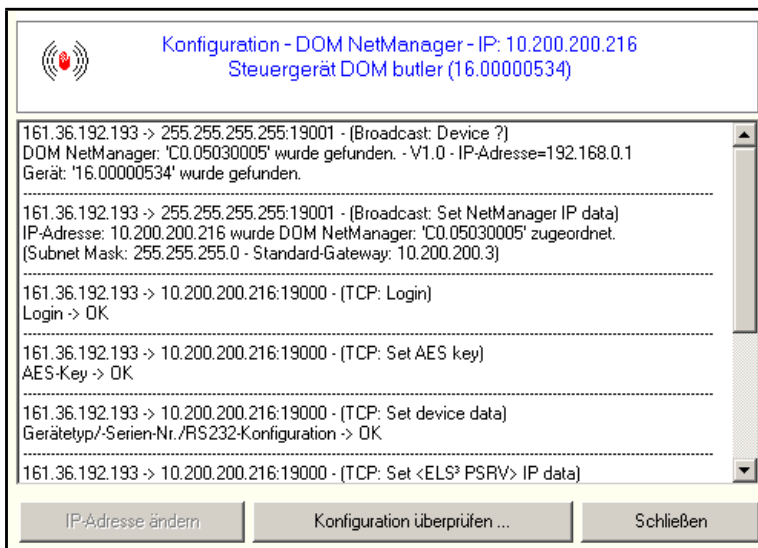 Konfiguration - DOM NetManager - IP: 10.200.200.216
Steuergerät DOM butler (16.00000534)
161.36.192.193 -> 255.255.255.255:19001 - (Broadcast: Device ?)
DOM NetManager: 'C0.05030005' wurde gefunden. - V1.0 - IP-Adresse=192.168.0.1
Gerät: '16.00000534' wurde gefunden.
161.36.192.193 -> 255.255.255.255:19001 - (Broadcast: Set NetManager IP data)
IP-Adresse: 10.200.200.216 wurde DOM NetManager: 'C0.05030005' zugeordnet.
(Subnet Mask: 255.255.255.0 - Standard-Gateway: 10.200.200.3)
161.36.192.193 -> 10.200.200.216:19000 - (TCP: Login)
Login -> OK
161.36.192.193 -> 10.200.200.216:19000 - (TCP: Set AES key)
AES-Key -> OK
161.36.192.193 -> 10.200.200.216:19000 - (TCP: Set device data)
Gerätetyp/-Serien-Nr./RS232-Konfiguration -> OK
161.36.192.193 -> 10.200.200.216:19000 - (TCP: Set <ELS³ PSRV> IP data)
IP-Adresse ändern
Konfiguration überprüfen ...
Schließen